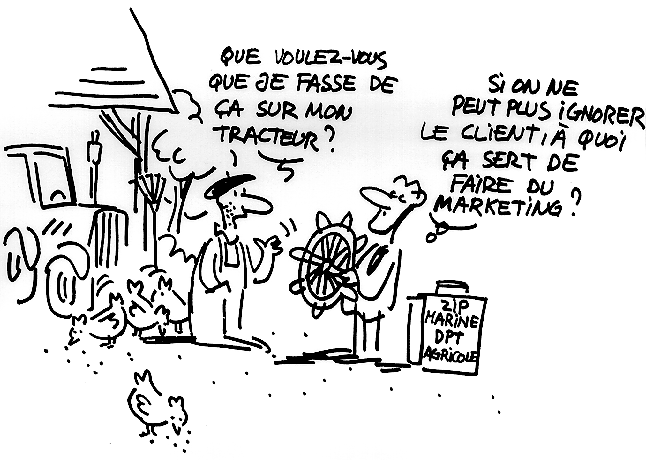 QUE VOULEZ-VOUS
QUE JE FASSE DE
ÇA SUR MON
TRACTEUR ?
SI ON NE
PEUT PLUS IGNORER
LE CLIENT, À QUOI
ÇA SERT DE
FAIRE DU
MARKETING ?
ZIP
MARINE
DPT
AGRICOLE